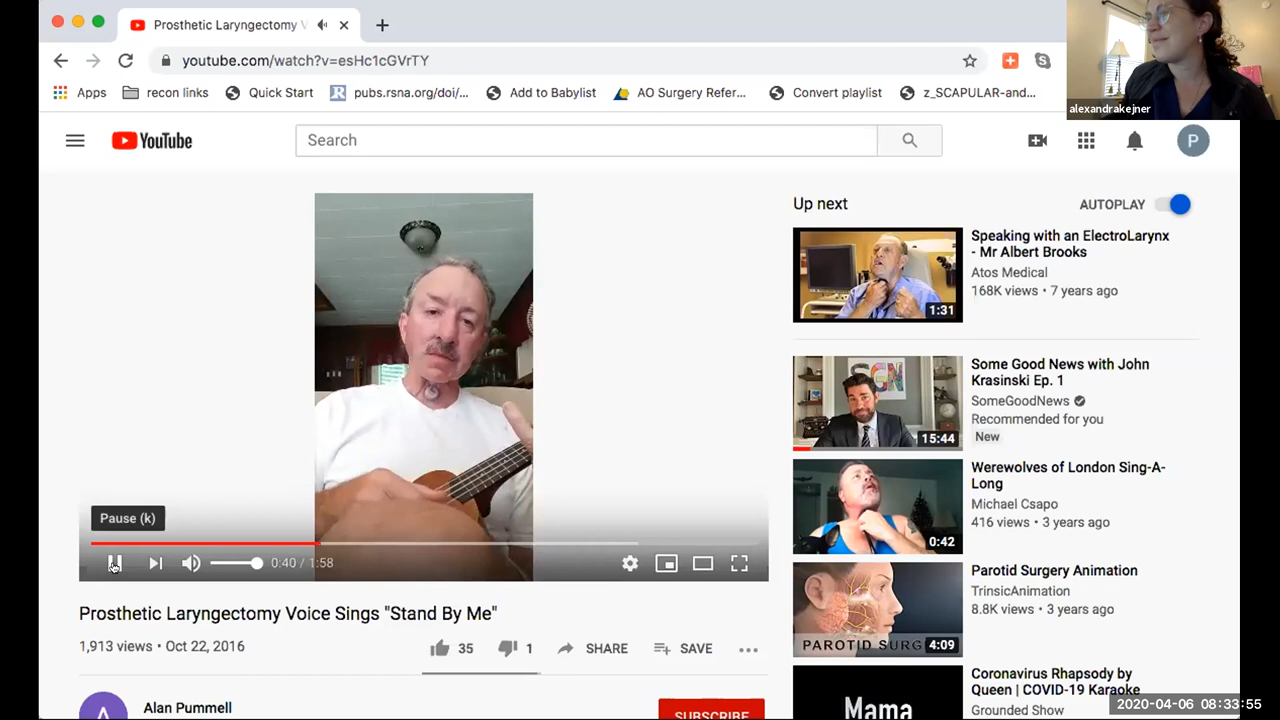 Prosthetic Laryngectomy V
youtube.com/watch?v=esHc1cGVrTY
Apps
recon links
Quick Start
pubs.rsna.org/doi/...
Add to Babylist
AO Surgery Refer...
Convert playlist
z_SCAPULAR-and...
alexandrakejner
YouTube
Search
P
Up next
AUTOPLAY
Speaking with an ElectroLarynx
- Mr Albert Brooks
Atos Medical
168K views • 7 years ago
1:31
Some Good News with John
Krasinski Ep. 1
SomeGoodNews
Recommended for you
New
SGN
15:44
Werewolves of London Sing-A-
Long
Michael Csapo
416 views • 3 years ago
0:42
Parotid Surgery Animation
TrinsicAnimation
8.8K views • 3 years ago
PAROTID SURG
4:09
Coronavirus Rhapsody by
Queen | COVID-19 Karaoke
Grounded Show
Mama
Pause (k)
0:40 / 1:58
Prosthetic Laryngectomy Voice Sings "Stand By Me"
1,913 views • Oct 22, 2016
35
1
SHARE
SAVE
A
Alan Pummell
SUBSCRIBE
2020-04-06 08:33:55